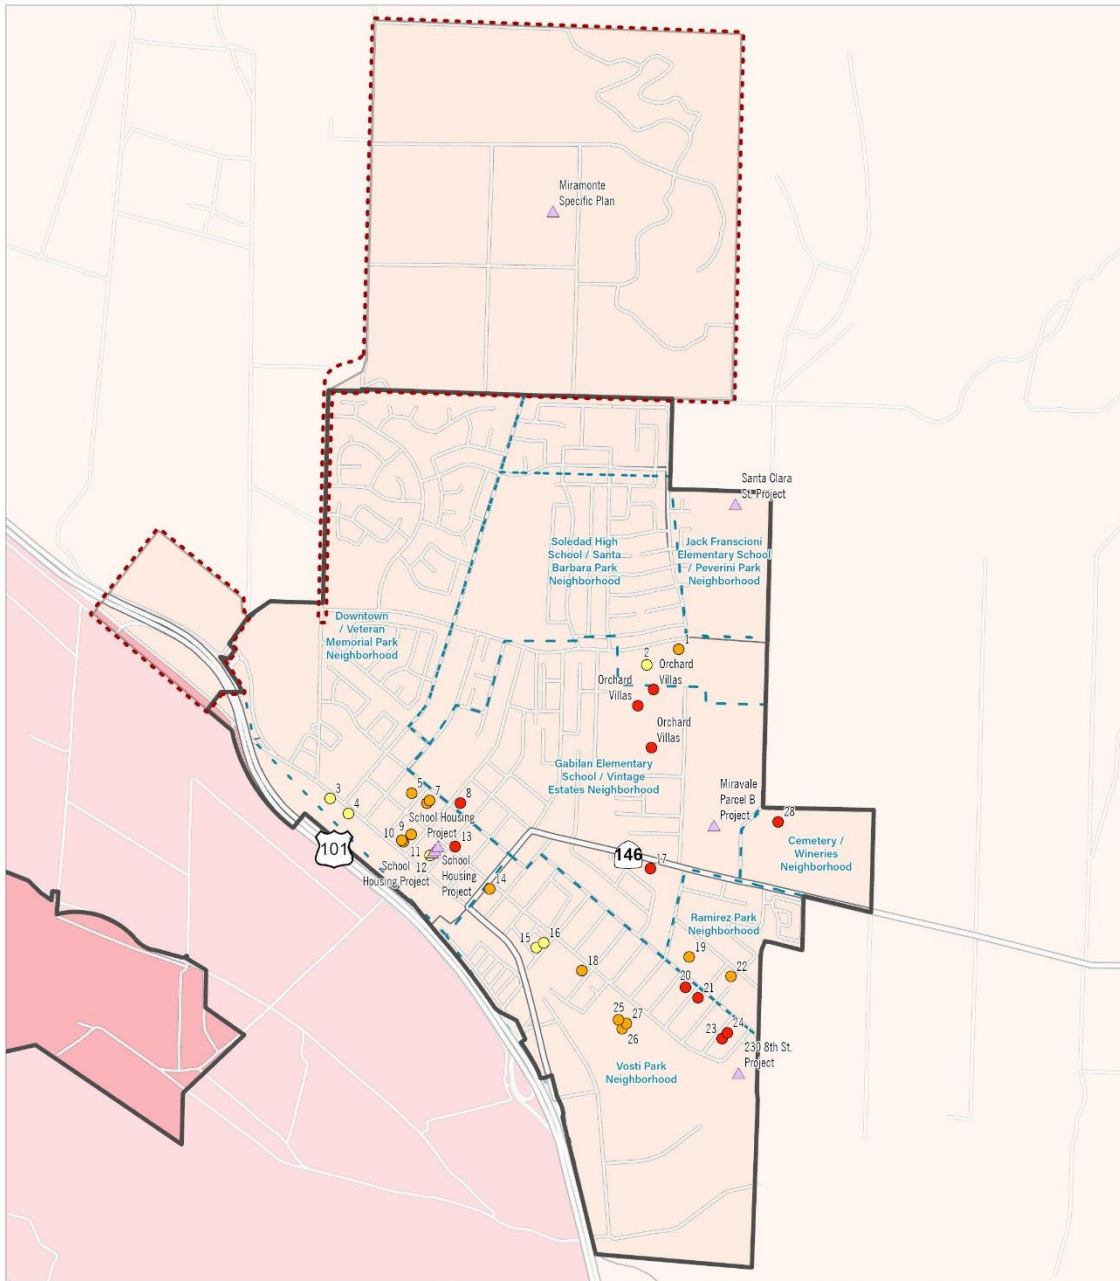 Miramonte
Specific Plan
Santa Clara
St. Project
Soledad High
School / Santa
Barbara Park
Neighborhood
Jack Franscioni
Elementary School
/ Peverini Park
Neighborhood
Downtown
/ Veteran
Memorial Park
Neighborhood
1
2
Orchard
Villas
Orchard
Villas
Orchard
Villas
Gabilan Elementary
School / Vintage
Estates Neighborhood
Miravale
Parcel B
Project
3
4
5
7
8
School Housing
Project
9
10
11
12
13
School
Housing Project
School
Housing
Project
101
146
28
Cemetery /
Wineries
Neighborhood
17
14
Ramirez Park
Neighborhood
15
16
18
19
20
21
22
23
24
25
26
27
230 8th St.
Project
Vosti Park
Neighborhood